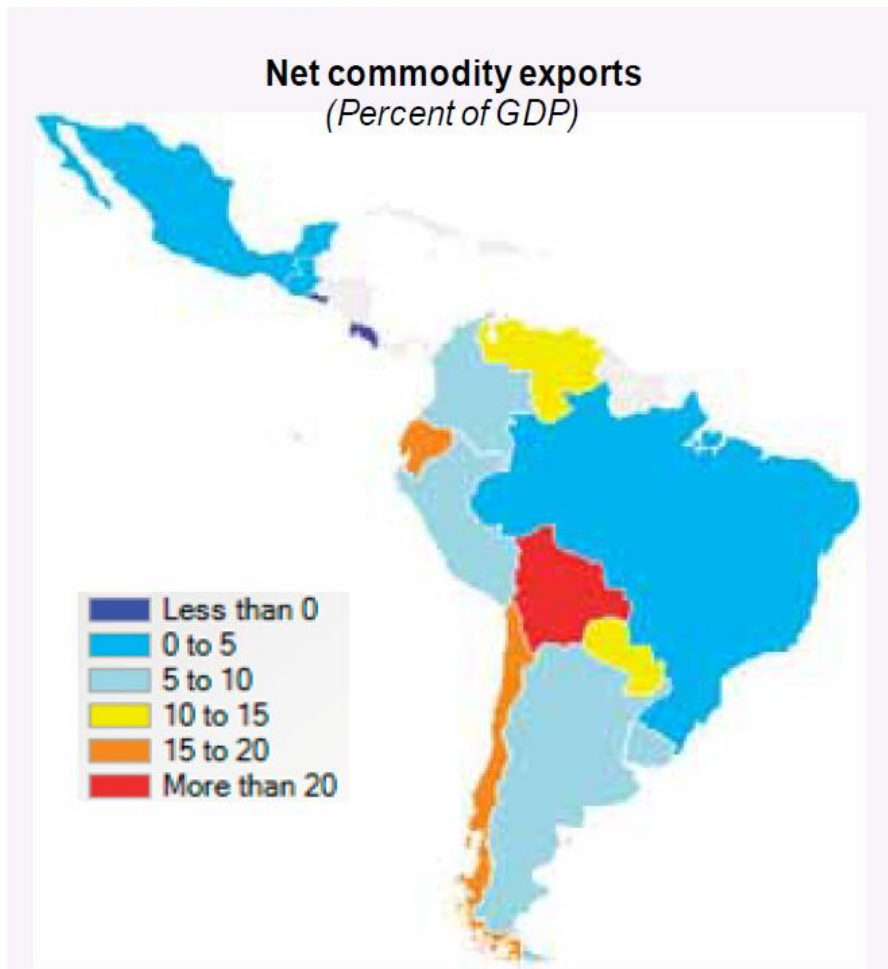 Net commodity exports
(Percent of GDP)
Less than 0
0 to 5
5 to 10
10 to 15
15 to 20
More than 20